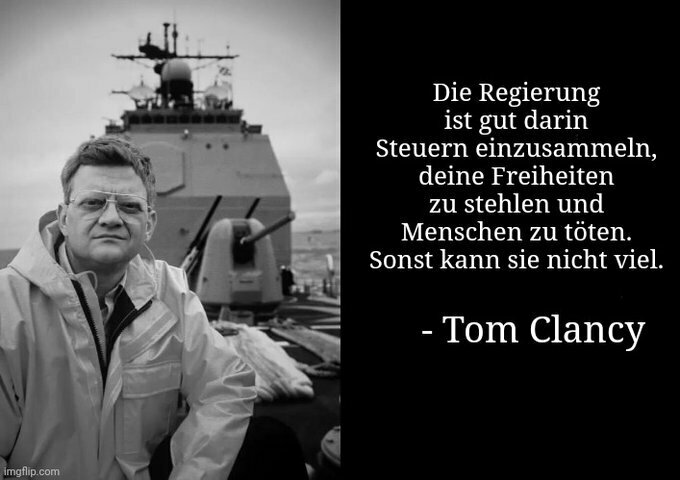 Die Regierung
ist gut darin
Steuern einzusammeln,
deine Freiheiten
zu stehlen und
Menschen zu töten.
Sonst kann sie nicht viel.
- Tom Clancy
imgflip.com